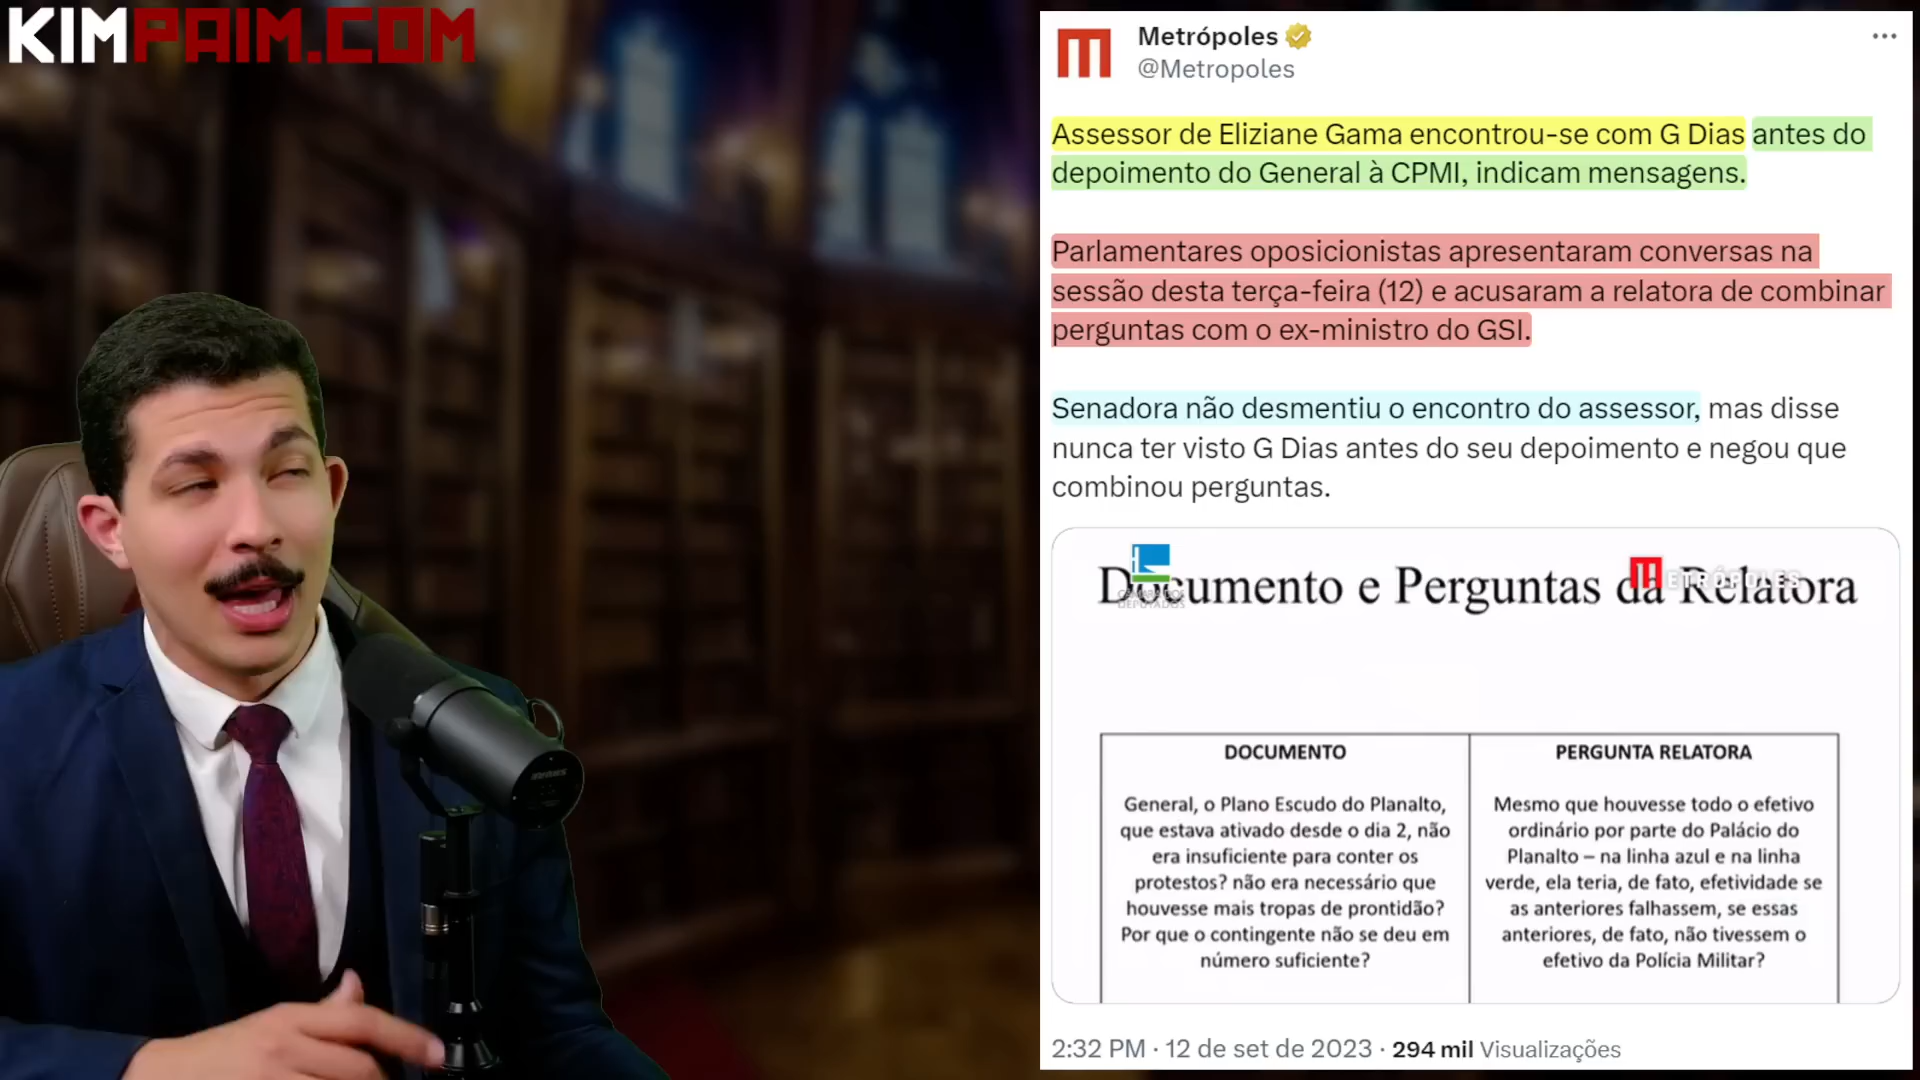 KIMPAIM.COM
Metrópoles
@Metropoles
Assessor de Eliziane Gama encontrou-se com G Dias antes do
depoimento do General à CPMI, indicam mensagens.
Parlamentares oposicionistas apresentaram conversas na
sessão desta terça-feira (12) e acusaram a relatora de combinar
perguntas com o ex-ministro do GSI.
Senadora não desmentiu o encontro do assessor, mas disse
nunca ter visto G Dias antes do seu depoimento e negou que
combinou perguntas.
Documento e Perguntas da Relatora
CÂMARA DOS
DEPUTADOS
METRÓPOLES
DOCUMENTO
General, o Plano Escudo do Planalto,
que estava ativado desde o dia 2, não
era insuficiente para conter os
protestos? não era necessário que
houvesse mais tropas de prontidão?
Por que o contingente não se deu em
número suficiente?
PERGUNTA RELATORA
Mesmo que houvesse todo o efetivo
ordinário por parte do Palácio do
Planalto – na linha azul e na linha
verde, ela teria, de fato, efetividade se
as anteriores falhassem, se essas
anteriores, de fato, não tivessem o
efetivo da Polícia Militar?
2:32 PM · 12 de set de 2023 · 294 mil Visualizações